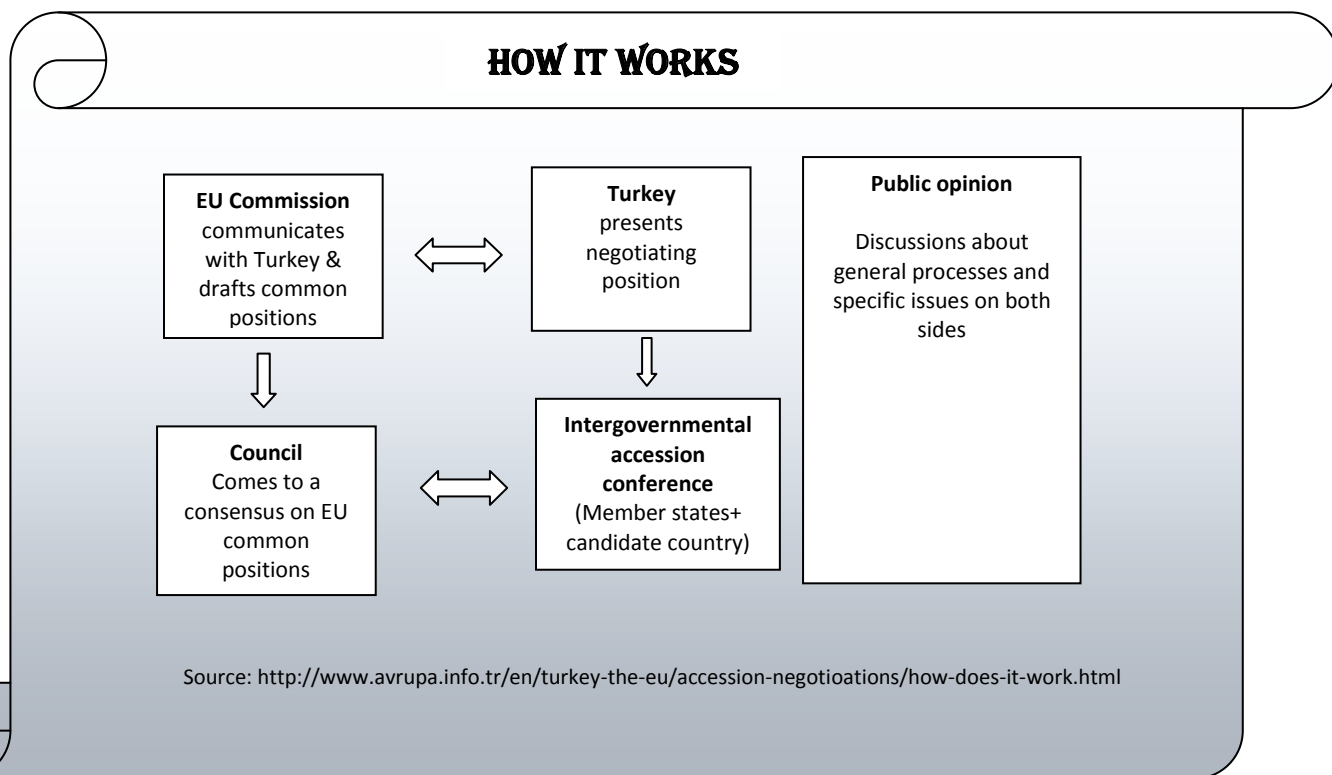 HOW IT WORKS
EU Commission
communicates
with Turkey &
drafts common
positions
Turkey
presents
negotiating
position
Public opinion
Discussions about
general processes and
specific issues on both
sides
Council
Comes to a
consensus on EU
common
positions
Intergovernmental
accession
conference
(Member states+
candidate country)
Source: http://www.avrupa.info.tr/en/turkey-the-eu/accession-negotioations/how-does-it-work.html